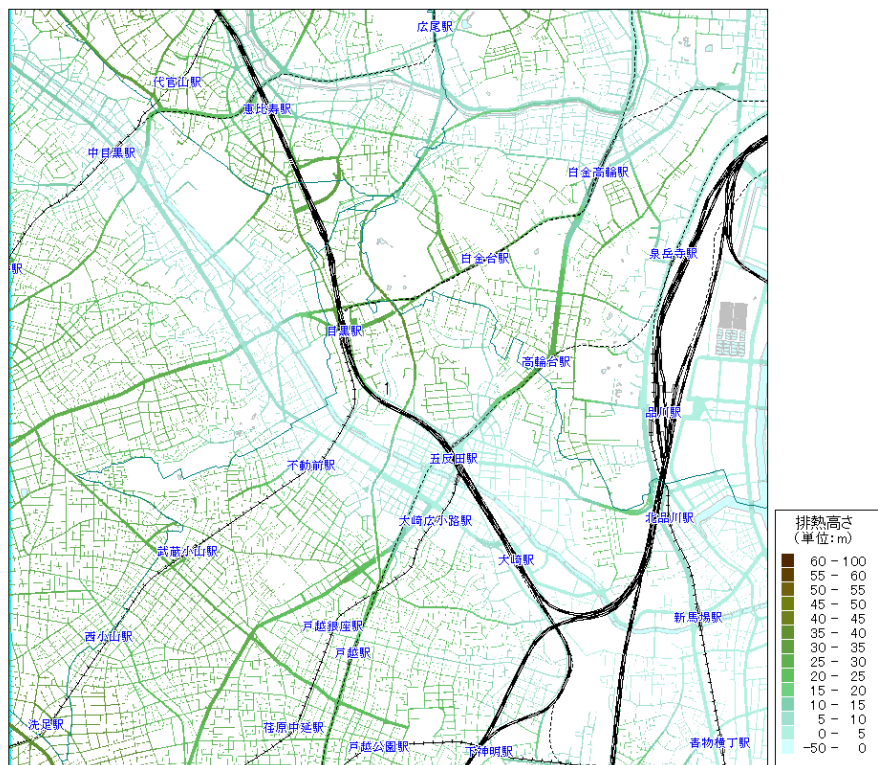 広尾駅
代官山駅
恵比寿駅
中目黒駅
白金高輪駅
泉岳寺駅
白金台駅
駅
目黒駅
高輪台駅
品川駅
五反田駅
不動前駅
大崎広小路駅
北品川駅
武蔵小山駅
大崎駅
新馬場駅
戸越銀座駅
西小山駅
戸越駅
洗足駅
荏原中延駅
戸越公園駅
下神明駅
青物横丁駅
排熱高さ
(単位:m)
60 - 100
55 - 60
50 - 55
45 - 50
40 - 45
35 - 40
30 - 35
25 - 30
20 - 25
15 - 20
10 - 15
5 - 10
0 - 5
-50 - 0